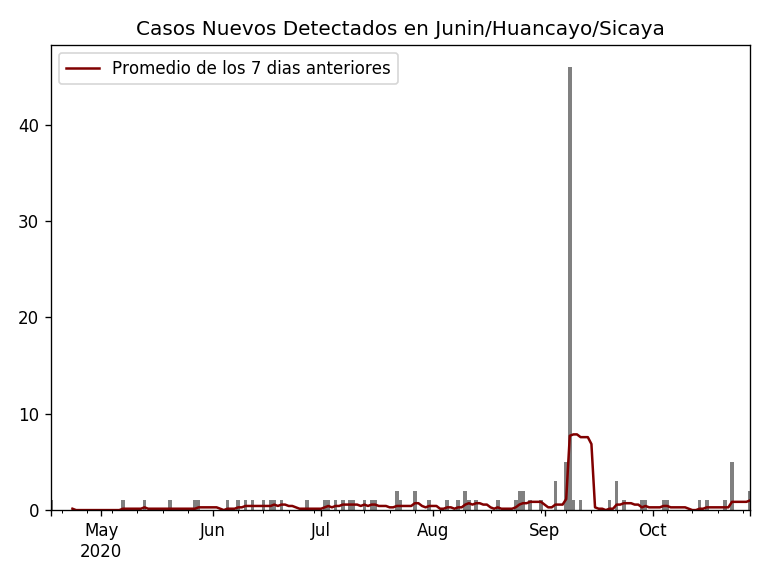 Casos Nuevos Detectados en Junin/Huancayo/Sicaya
Promedio de los 7 dias anteriores
40
30
20
10
0
May Jun Jul Aug Sep Oct
2020